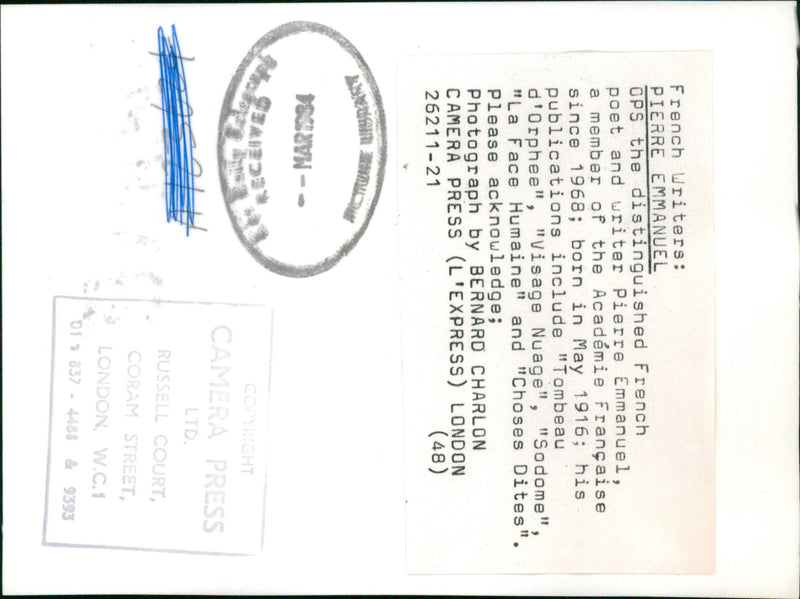 French Writers:
PIERRE EMMANUEL
OPS the distinguished French
poet and writer Pierre Emmanuel,
a member of the Académie Française
since 1968; born in May 1916; his
publications include "Tombeau
d'Orphee", "Visage Nuage", "Sodome",
"La Face Humaine" and "Choses Dites".
Please acknowledge;
Photograph by BERNARD CHARLON
CAMERA PRESS (L'EXPRESS) LONDON
26211-21
(48)
PICTURE LIBRARY
MAR 1981
RECEIVED
COPYRIGHT
CAMERA PRESS
LTD.
RUSSELL COURT,
CORAM STREET,
LONDON, W.C.1
01 - 837 - 4488 & 9393